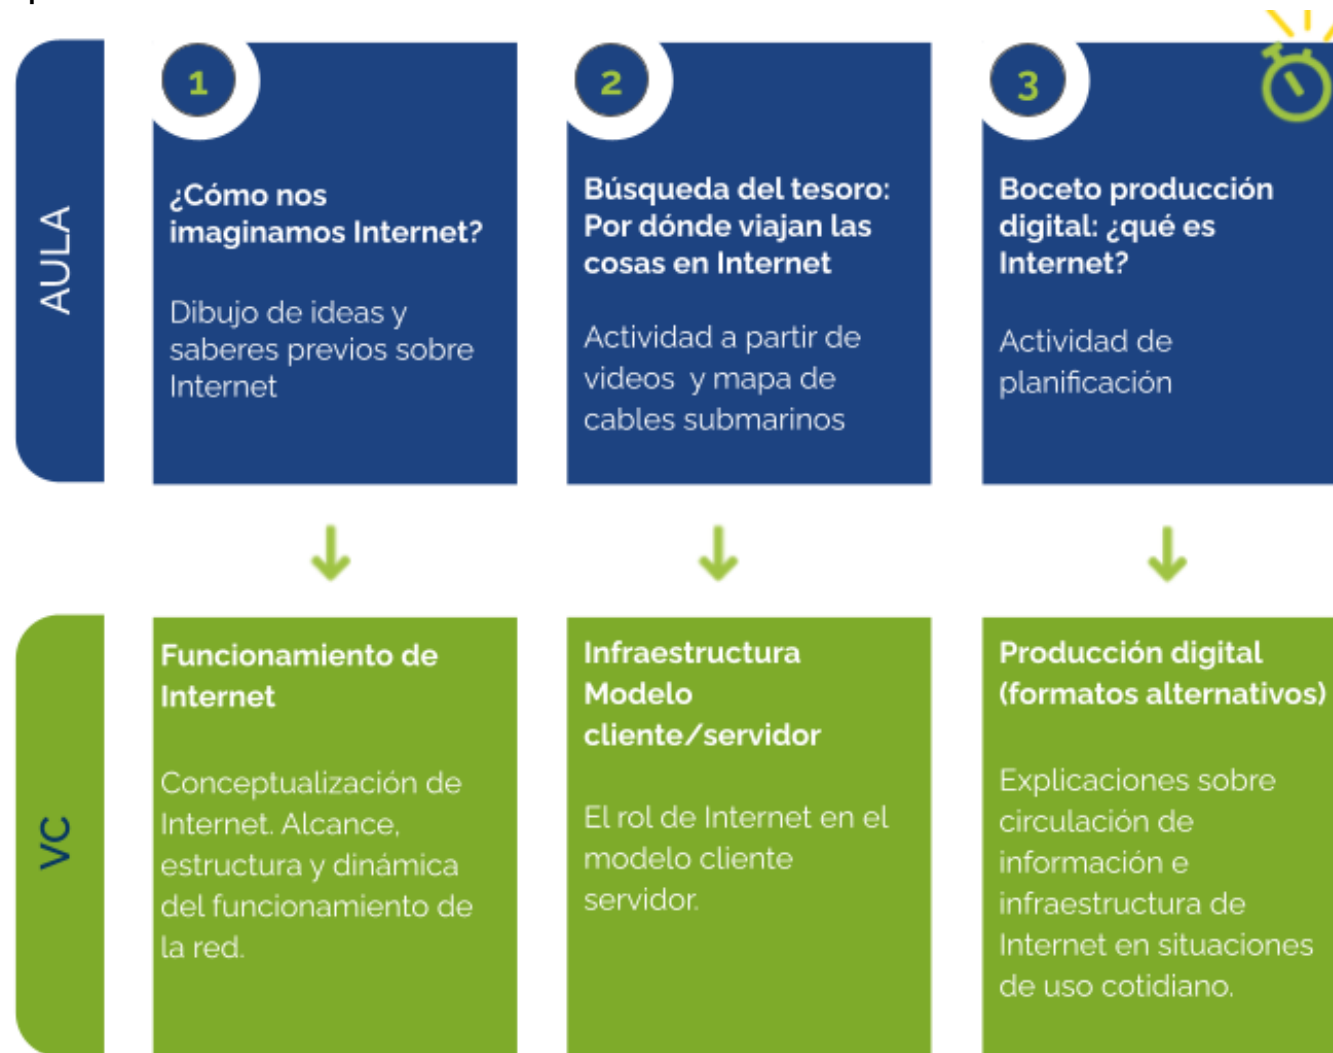 AULA
1
¿Cómo nos
imaginamos Internet?
Dibujo de ideas y
saberes previos sobre
Internet
2
Búsqueda del tesoro:
Por dónde viajan las
cosas en Internet
Actividad a partir de
videos y mapa de
cables submarinos
3
Boceto producción
digital: ¿qué es
Internet?
Actividad de
planificación
VC
Funcionamiento de
Internet
Conceptualización de
Internet. Alcance,
estructura y dinámica
del funcionamiento de
la red.
Infraestructura
Modelo
cliente/servidor
El rol de Internet en el
modelo cliente
servidor.
Producción digital
(formatos alternativos)
Explicaciones sobre
circulación de
información e
infraestructura de
Internet en situaciones
de uso cotidiano.